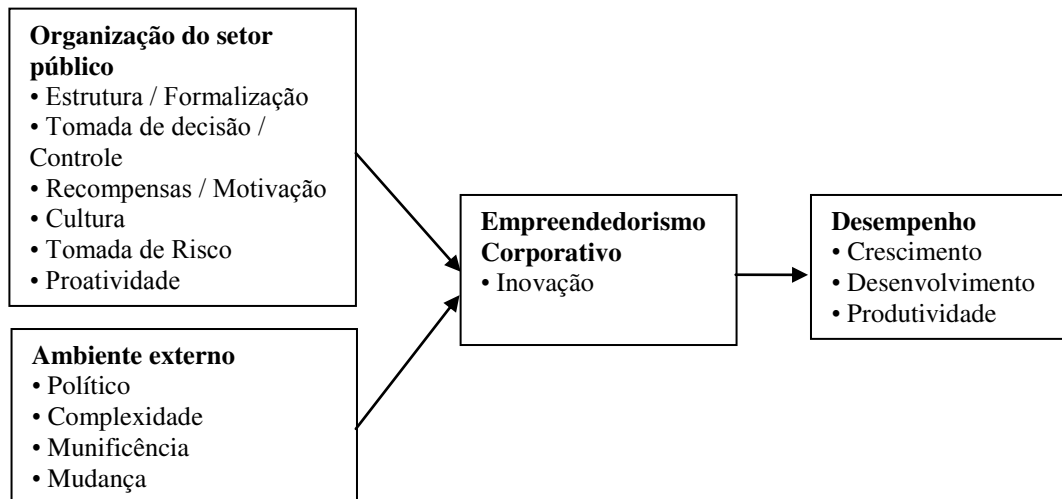 Organização do setor
público
• Estrutura / Formalização
• Tomada de decisão /
Controle
• Recompensas / Motivação
• Cultura
• Tomada de Risco
• Proatividade
Ambiente externo
• Político
• Complexidade
• Munificência
• Mudança
Empreendedorismo
Corporativo
• Inovação
Desempenho
• Crescimento
• Desenvolvimento
• Produtividade